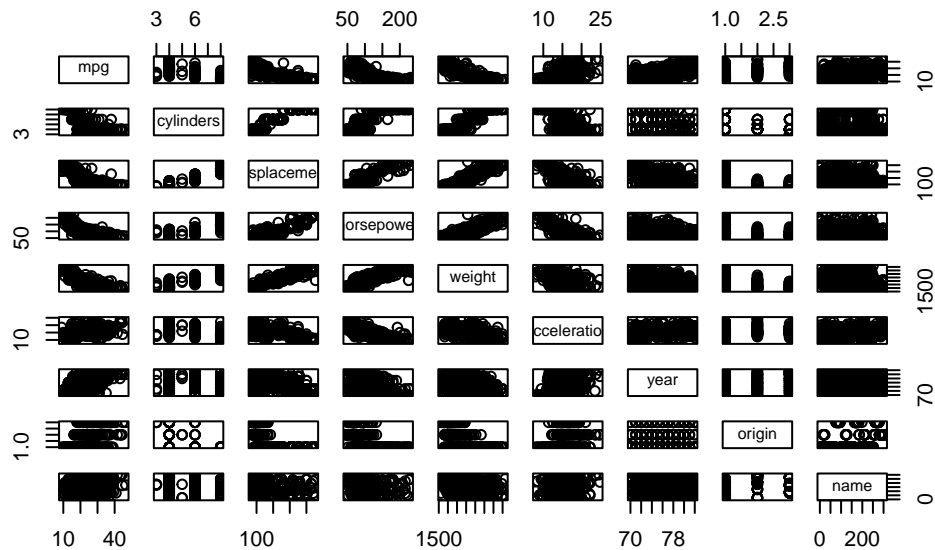 3 6 50 200 10 25 1.0 2.5
mpg 10
3 cylinders
splaceme 100
50 orsepowe
weight 1500
10 cceleratio
year 70
1.0 origin
name 0
10 40 100 1500 70 78 0 200